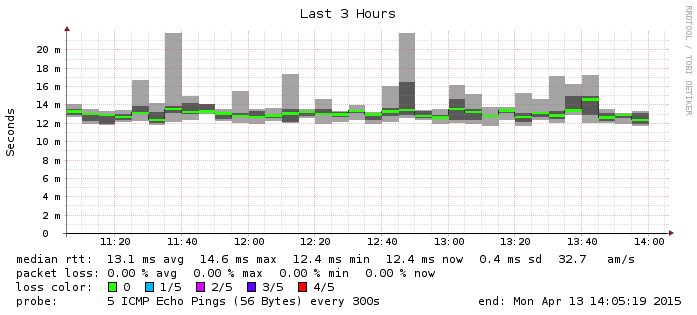 Last 3 Hours
RRDTOOL / TOBI OETIKER
Seconds
20 m
18 m
16 m
14 m
12 m
10 m
8 m
6 m
4 m
2 m
0
11:20 11:40 12:00 12:20 12:40 13:00 13:20 13:40 14:00
median rtt: 13.1 ms avg 14.6 ms max 12.4 ms min 12.4 ms now 0.4 ms sd 32.7 am/s
packet loss: 0.00 % avg 0.00 % max 0.00 % min 0.00 % now
loss color: 0 1/5 2/5 3/5 4/5
probe: 5 ICMP Echo Pings (56 Bytes) every 300s end: Mon Apr 13 14:05:19 2015